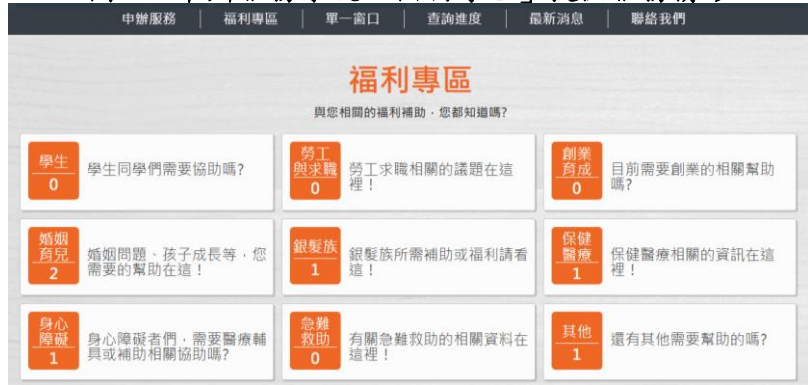 申辦服務 | 福利專區 | 單一窗口 | 查詢進度 | 最新消息 | 聯絡我們
福利專區
與您相關的福利補助，您都知道嗎?
學生
0
學生同學們需要協助嗎?
勞工
與求職
0
勞工求職相關的議題在這
裡！
創業
育成
0
目前需要創業的相關幫助
嗎?
婚姻
育兒
2
婚姻問題、孩子成長等，您
需要的幫助在這！
銀髮族
1
銀髮族所需補助或福利請看
這！
保健
醫療
1
保健醫療相關的資訊在這
裡！
身心
障礙
1
身心障礙者們，需要醫療輔
具或補助相關協助嗎?
急難
救助
0
有關急難救助的相關資料在
這裡！
其他
1
還有其他需要幫助的嗎?